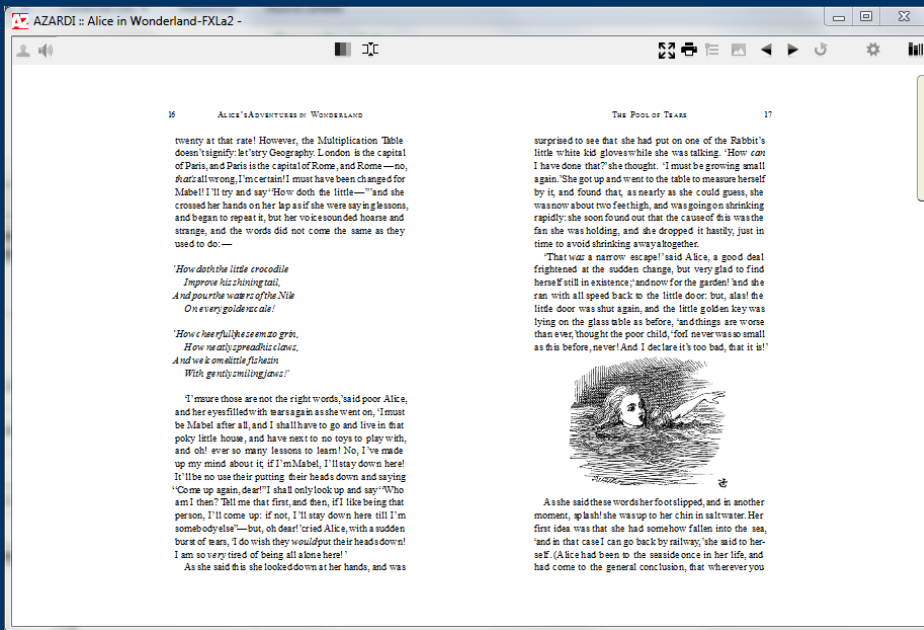 AZARDI :: Alice in Wonderland-FXLa2 -
16 ALICE'S ADVENTURES IN WONDERLAND
twenty at that rate! However, the Multiplication Table
doesn't signify: let's try Geography. London is the capital
of Paris, and Paris is the capital of Rome, and Rome—no,
that's all wrong, I'm certain! I must have been changed for
Mabel! I'll try and say "How doth the little—"' and she
crossed her hands on her lap as if she were saying lessons,
and began to repeat it, but her voice sounded hoarse and
strange, and the words did not come the same as they
used to do:—
'How doth the little crocodile
Improve his shining tail,
And pour the waters of the Nile
On every golden scale!
'How cheerfully he seems to grin,
How neatly spread his claws,
And welcome little fishes in
With gently smiling jaws!'
'I'm sure those are not the right words,' said poor Alice,
and her eyes filled with tears again as she went on, 'I must
be Mabel after all, and I shall have to go and live in that
poky little house, and have next to no toys to play with,
and oh! ever so many lessons to learn! No, I've made
up my mind about it; if I'm Mabel, I'll stay down here!
It'll be no use their putting their heads down and saying
"Come up again, dear!" I shall only look up and say "Who
am I then? Tell me that first, and then, if I like being that
person, I'll come up: if not, I'll stay down here till I'm
somebody else"—but, oh dear!' cried Alice, with a sudden
burst of tears, 'I do wish they would put their heads down!
I am so very tired of being all alone here!'
As she said this she looked down at her hands, and was
THE POOL OF TEARS 17
surprised to see that she had put on one of the Rabbit's
little white kid gloves while she was talking. 'How can
I have done that?' she thought. 'I must be growing small
again.' She got up and went to the table to measure herself
by it, and found that, as nearly as she could guess, she
was now about two feet high, and was going on shrinking
rapidly: she soon found out that the cause of this was the
fan she was holding, and she dropped it hastily, just in
time to avoid shrinking away altogether.
'That was a narrow escape!' said Alice, a good deal
frightened at the sudden change, but very glad to find
herself still in existence; 'and now for the garden!' and she
ran with all speed back to the little door: but, alas! the
little door was shut again, and the little golden key was
lying on the glass table as before, 'and things are worse
than ever,' thought the poor child, 'for I never was so small
as this before, never! And I declare it's too bad, that it is!'
As she said these words her foot slipped, and in another
moment, splash! she was up to her chin in salt water. Her
first idea was that she had somehow fallen into the sea,
'and in that case I can go back by railway,' she said to her-
self. (Alice had been to the seaside once in her life, and
had come to the general conclusion, that wherever you